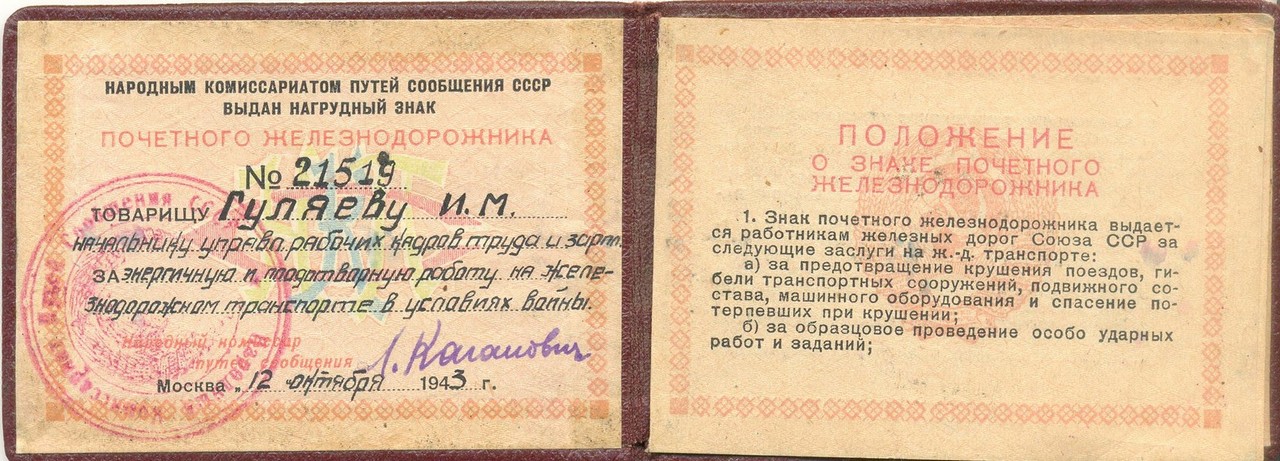 НАРОДНЫМ КОМИССАРИАТОМ ПУТЕЙ СООБЩЕНИЯ СССР
ВЫДАН НАГРУДНЫЙ ЗНАК
ПОЧЕТНОГО ЖЕЛЕЗНОДОРОЖНИКА
№ 21519
ТОВАРИЩУ Гуляеву И.М.
начальнику управ. рабочих кадров труда и зарп.
ЗА энергичную и плодотворную работу на желе-
знодорожном транспорте в условиях войны.
Народный комиссар
путей сообщения Л. Каганович
Москва „12 октября 1943 г.
ПОЛОЖЕНИЕ
О ЗНАКЕ ПОЧЕТНОГО
ЖЕЛЕЗНОДОРОЖНИКА
1. Знак почетного железнодорожника выдает-
ся работникам железных дорог Союза ССР за
следующие заслуги на ж.-д. транспорте:
а) за предотвращение крушения поездов, ги-
бели транспортных сооружений, подвижного со-
става, машинного оборудования и спасение по-
терпевших при крушении;
б) за образцовое проведение особо ударных
работ и заданий;